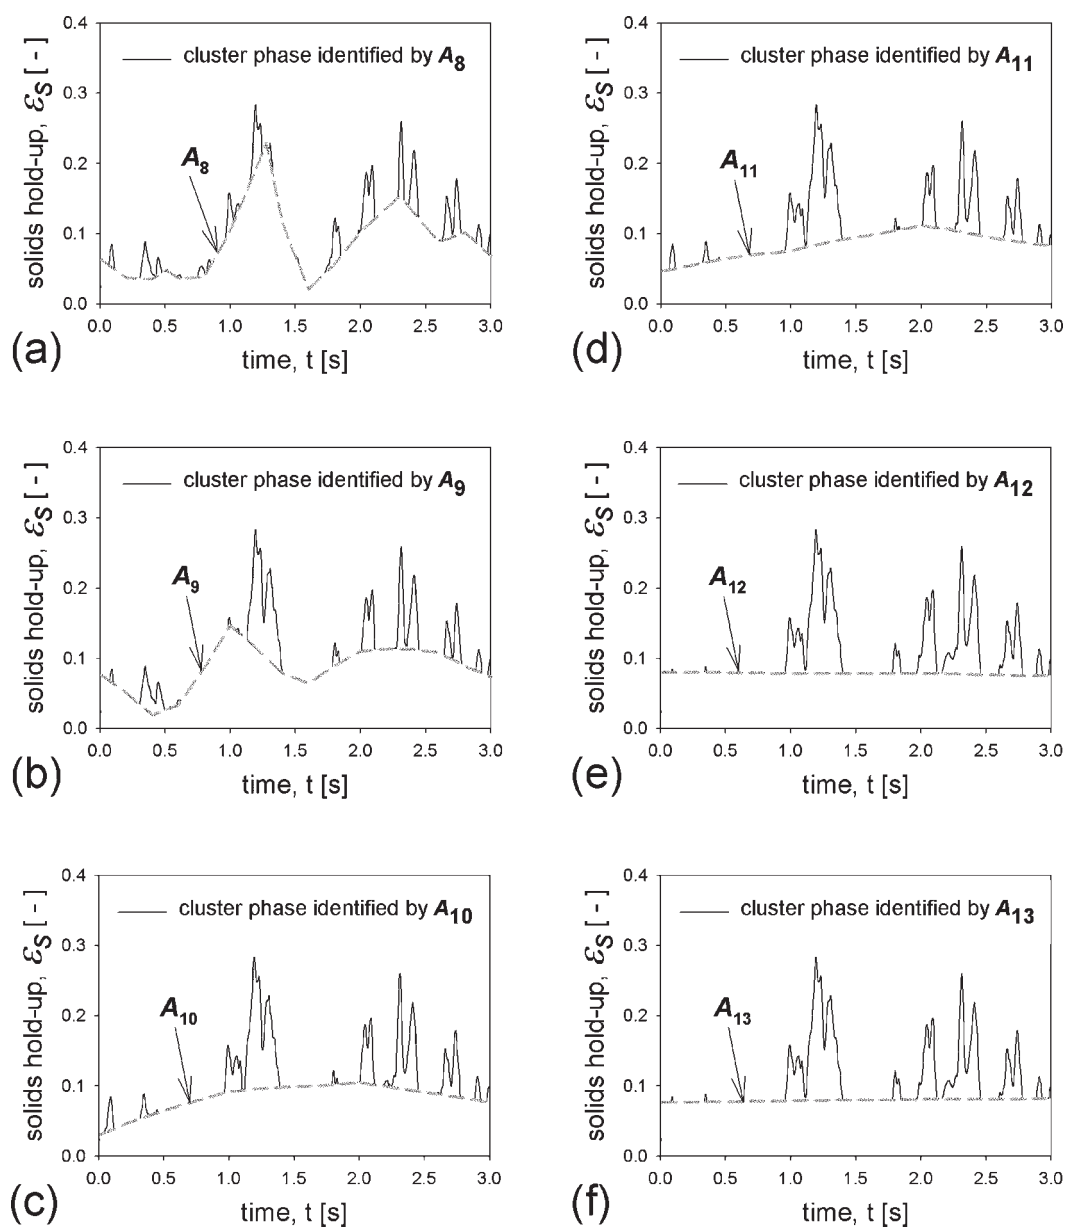 0.4
0.3
0.2
0.1
0.0
solids hold-up, εS [ - ]
cluster phase identified by A8
A8
0.0 0.5 1.0 1.5 2.0 2.5 3.0
time, t [s]
(a)
0.4
0.3
0.2
0.1
0.0
solids hold-up, εS [ - ]
cluster phase identified by A11
A11
0.0 0.5 1.0 1.5 2.0 2.5 3.0
time, t [s]
(d)
0.4
0.3
0.2
0.1
0.0
solids hold-up, εS [ - ]
cluster phase identified by A9
A9
0.0 0.5 1.0 1.5 2.0 2.5 3.0
time, t [s]
(b)
0.4
0.3
0.2
0.1
0.0
solids hold-up, εS [ - ]
cluster phase identified by A12
A12
0.0 0.5 1.0 1.5 2.0 2.5 3.0
time, t [s]
(e)
0.4
0.3
0.2
0.1
0.0
solids hold-up, εS [ - ]
cluster phase identified by A10
A10
0.0 0.5 1.0 1.5 2.0 2.5 3.0
time, t [s]
(c)
0.4
0.3
0.2
0.1
0.0
solids hold-up, εS [ - ]
cluster phase identified by A13
A13
0.0 0.5 1.0 1.5 2.0 2.5 3.0
time, t [s]
(f)